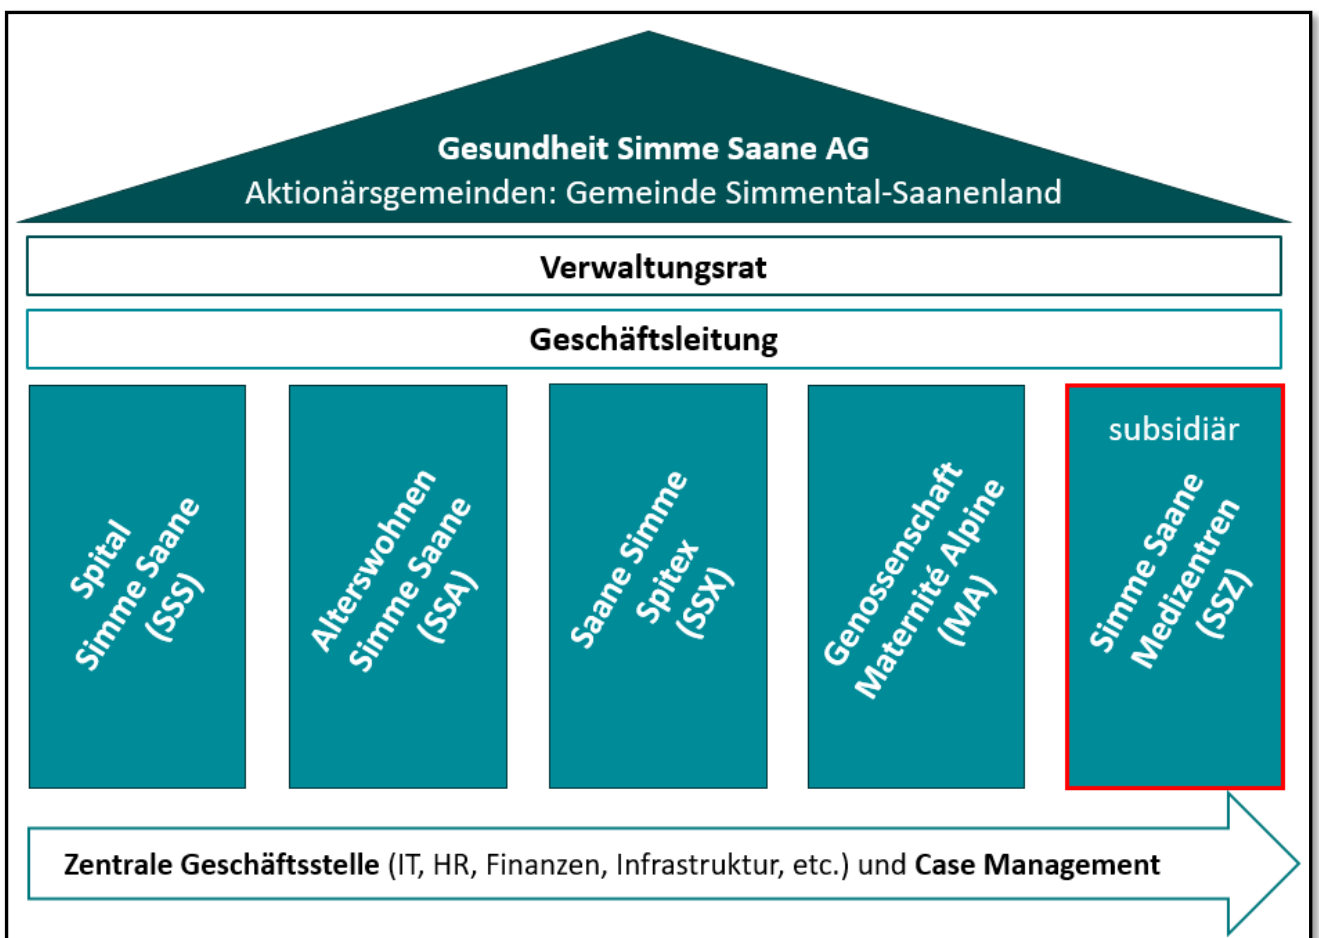 Gesundheit Simme Saane AG
Aktionärsgemeinden: Gemeinde Simmental-Saanenland
Verwaltungsrat
Geschäftsleitung
Spital
Simme Saane
(SSS)
Alterswohnen
Simme Saane
(SSA)
Saane Simme
Spitex
(SSX)
Genossenschaft
Maternité Alpine
(MA)
subsidiär
Simme Saane
Medizentren
(SSZ)
Zentrale Geschäftsstelle (IT, HR, Finanzen, Infrastruktur, etc.) und Case Management